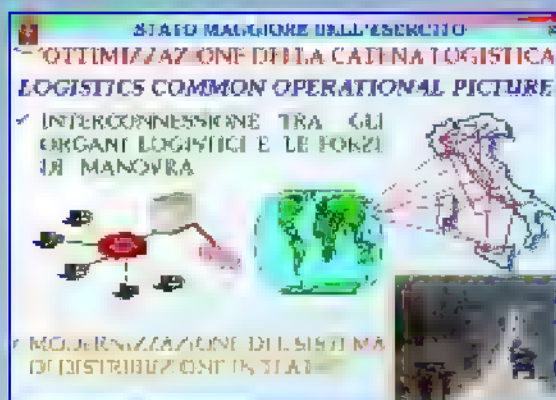 STATO MAGGIORE DELL'ESERCITO
OTTIMIZZAZIONE DELLA CATENA LOGISTICA
LOGISTICS COMMON OPERATIONAL PICTURE
INTERCONNESSIONE TRA GLI
ORGANI LOGISTICI E LE FORZE
DI MANOVRA
MODERNIZZAZIONE DEL SISTEMA
DI DISTRIBUZIONE IN